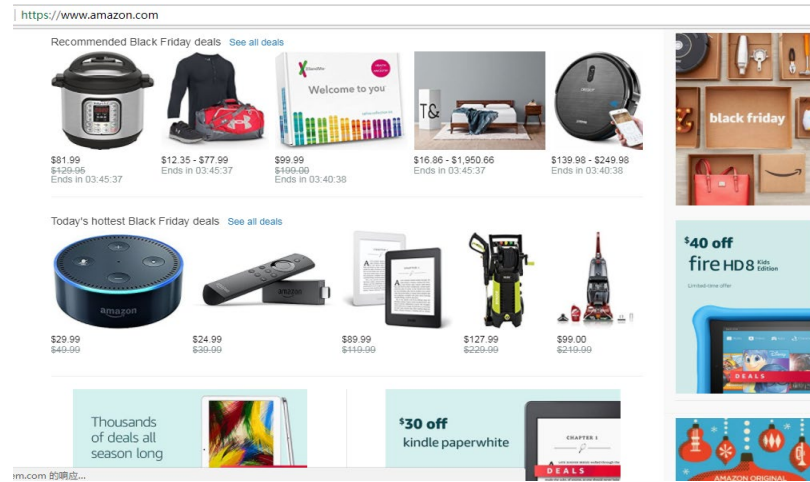 https://www.amazon.com
Recommended Black Friday deals See all deals
Welcome to you
T&
$81.99
$129.95
Ends in 03:45:37
$12.35 - $77.99
Ends in 03:45:37
$99.99
$199.00
Ends in 03:40:38
$16.86 - $1,950.66
Ends in 03:45:37
$139.98 - $249.98
Ends in 03:40:38
Today's hottest Black Friday deals See all deals
amazon
amazon
$29.99
$49.99
$24.99
$39.99
$89.99
$119.99
$127.99
$229.99
$99.00
$219.99
Thousands
of deals all
season long
$30 off
kindle paperwhite
CHAPTER I
DEALS
black friday
$40 off
fire HD8 Kids
Edition
Limited-time offer
DEALS
AMAZON ORIGINAL
em.com 的响应...